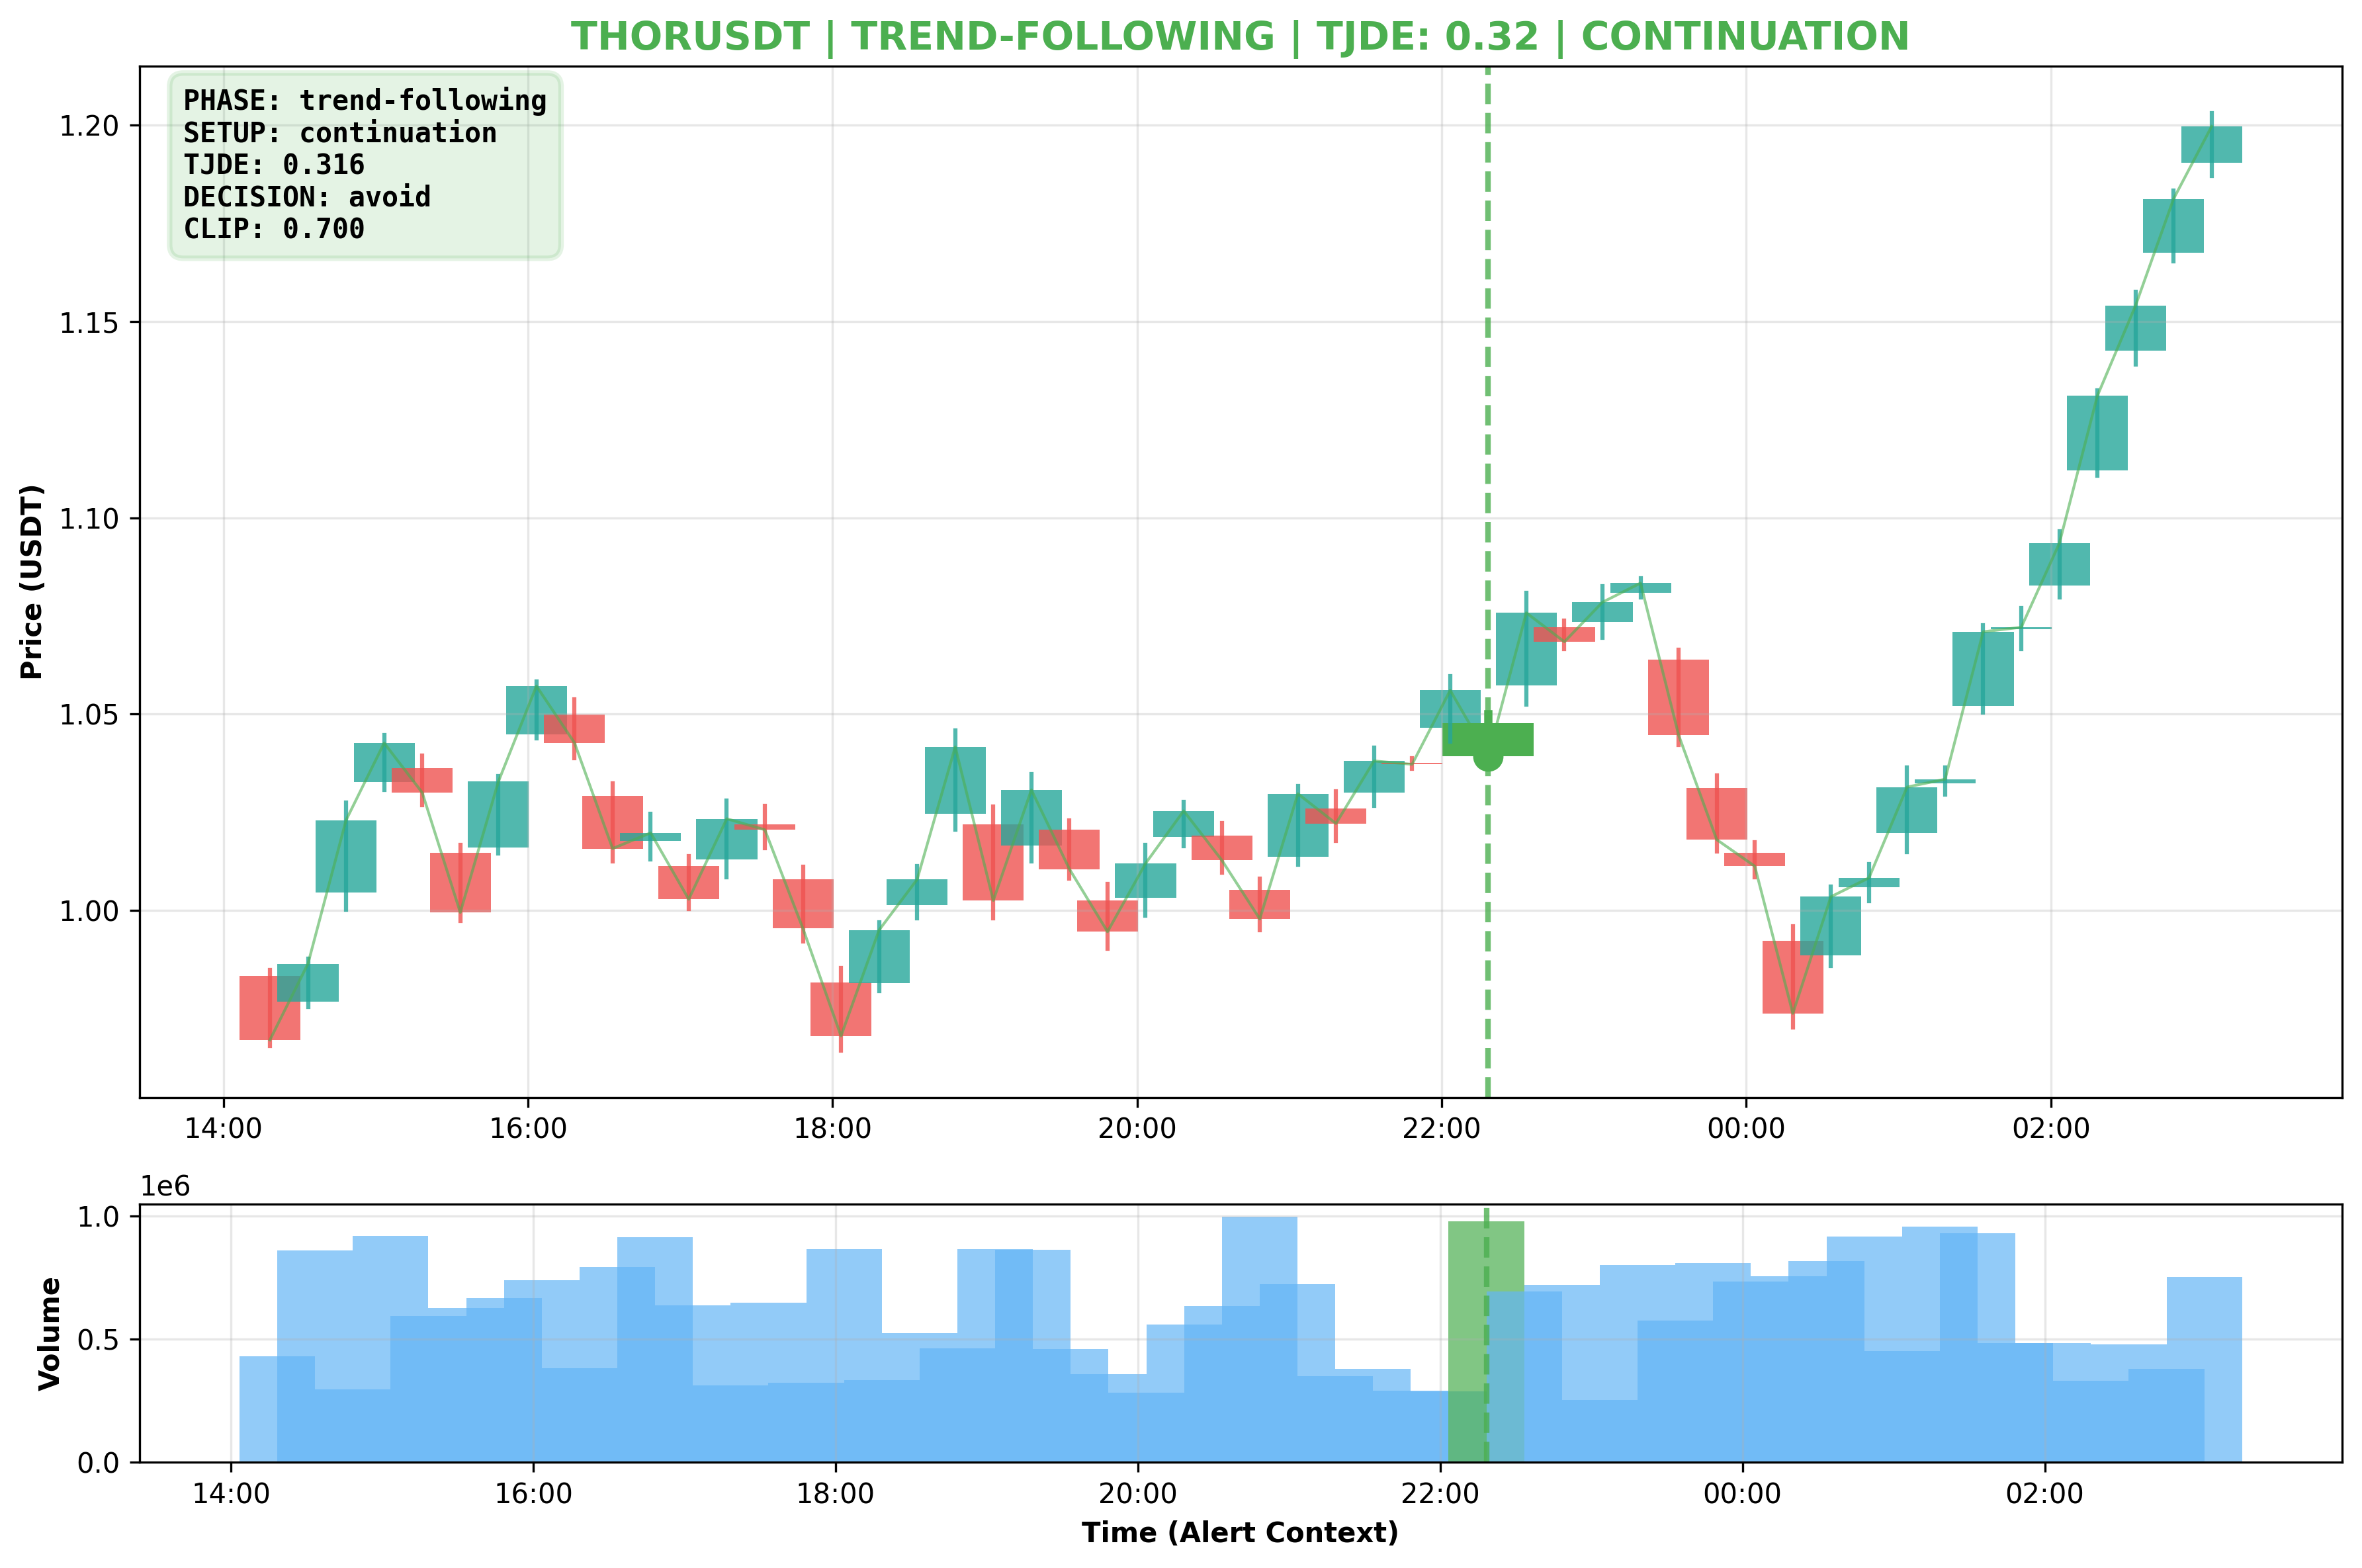 THORUSDT | TREND-FOLLOWING | TJDE: 0.32 | CONTINUATION
PHASE: trend-following
SETUP: continuation
TJDE: 0.316
DECISION: avoid
CLIP: 0.700
Price (USDT)
1.20
1.15
1.10
1.05
1.00
14:00 16:00 18:00 20:00 22:00 00:00 02:00
1e6
Volume
1.0
0.5
0.0
14:00 16:00 18:00 20:00 22:00 00:00 02:00
Time (Alert Context)